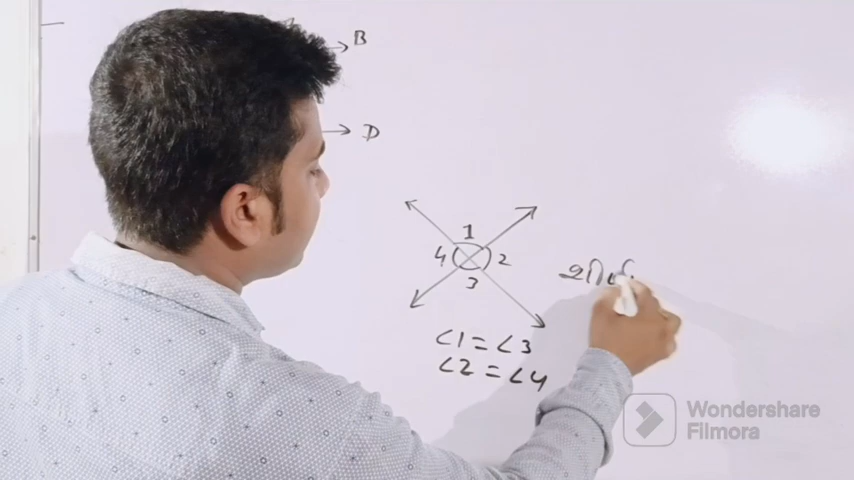 B
D
1
4 2
3
∠1 = ∠3
∠2 = ∠4
Wondershare
Filmora